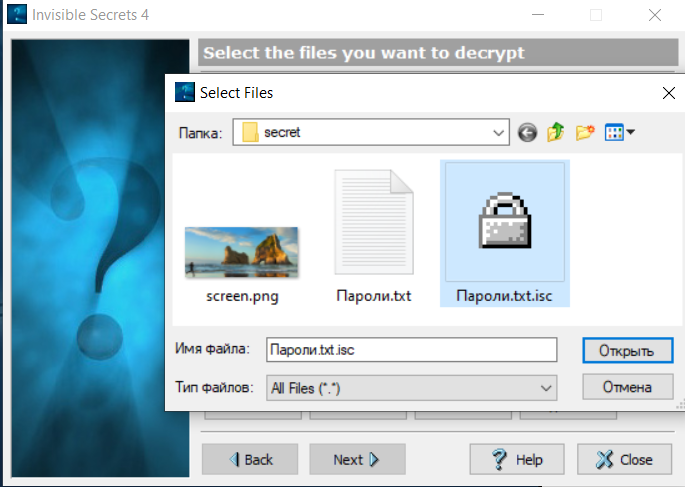 Invisible Secrets 4
Select the files you want to decrypt
Select Files
Папка: secret
screen.png Пароли.txt Пароли.txt.isc
Имя файла: Пароли.txt.isc Открыть
Тип файлов: All Files (*.*) Отмена
Back Next Help Close